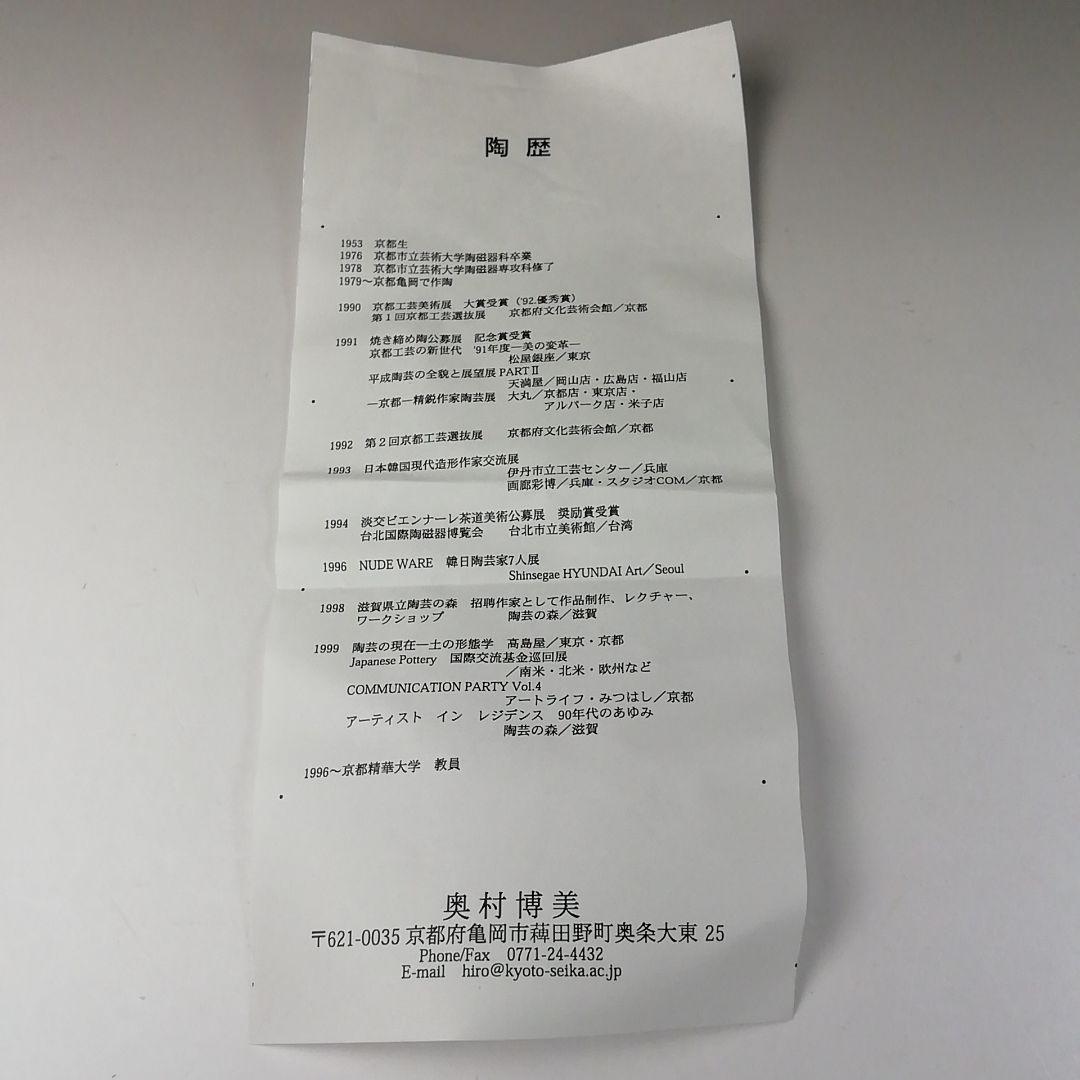 陶歴
1953 京都生
1976 京都市立芸術大学陶磁器科卒業
1978 京都市立芸術大学陶磁器専攻科修了
1979～京都亀岡で作陶
1990 京都工芸美術展 大賞受賞（'92.優秀賞）
第1回京都工芸選抜展 京都府文化芸術会館／京都
1991 焼き締め陶公募展 記念賞受賞
京都工芸の新世代 '91年度―美の変革―
松屋銀座／東京
平成陶芸の全貌と展望展 PARTⅡ
天満屋／岡山店・広島店・福山店
―京都―精鋭作家陶芸展 大丸／京都店・東京店・
アルパーク店・米子店
1992 第2回京都工芸選抜展 京都府文化芸術会館／京都
1993 日本韓国現代造形作家交流展
伊丹市立工芸センター／兵庫
画廊彩博／兵庫・スタジオCOM／京都
1994 淡交ビエンナーレ茶道美術公募展 奨励賞受賞
台北国際陶磁器博覧会 台北市立美術館／台湾
1996 NUDE WARE 韓日陶芸家7人展
Shinsegae HYUNDAI Art／Seoul
1998 滋賀県立陶芸の森 招聘作家として作品制作、レクチャー、
ワークショップ 陶芸の森／滋賀
1999 陶芸の現在―土の形態学 高島屋／東京・京都
Japanese Pottery 国際交流基金巡回展
／南米・北米・欧州など
COMMUNICATION PARTY Vol.4
アートライフ・みつはし／京都
アーティスト イン レジデンス 90年代のあゆみ
陶芸の森／滋賀
1996～京都精華大学 教員
奥村博美
〒621-0035 京都府亀岡市薭田野町奥条大東 25
Phone/Fax 0771-24-4432
E-mail hiro@kyoto-seika.ac.jp